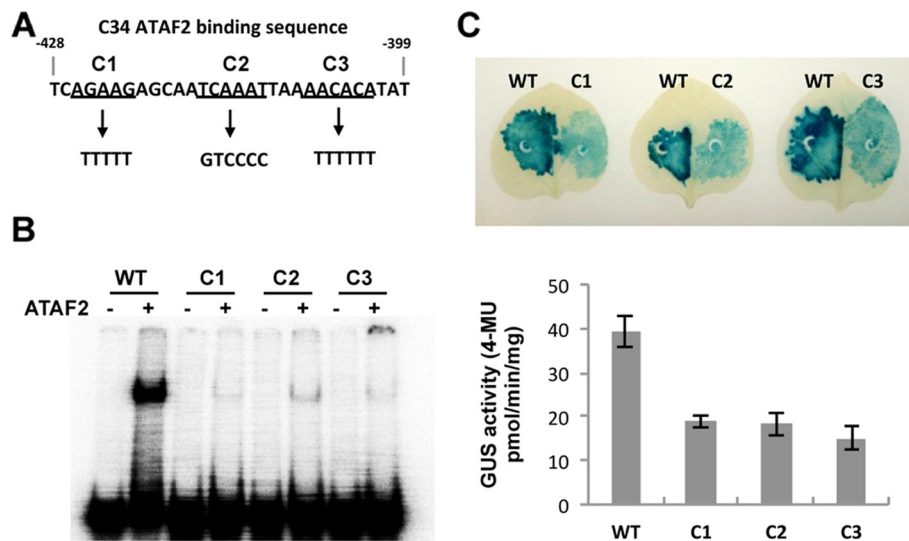 A
C34 ATAF2 binding sequence
-428
-399
C1 C2 C3
TCAGAAGAGCAATCAAATTAAAACACATAT
TTTTT GTCCCC TTTTTT
B
WT C1 C2 C3
ATAF2 - + - + - + - +
C
WT C1 WT C2 WT C3
GUS activity (4-MU
pmol/min/mg)
50
40
30
20
10
0
WT C1 C2 C3